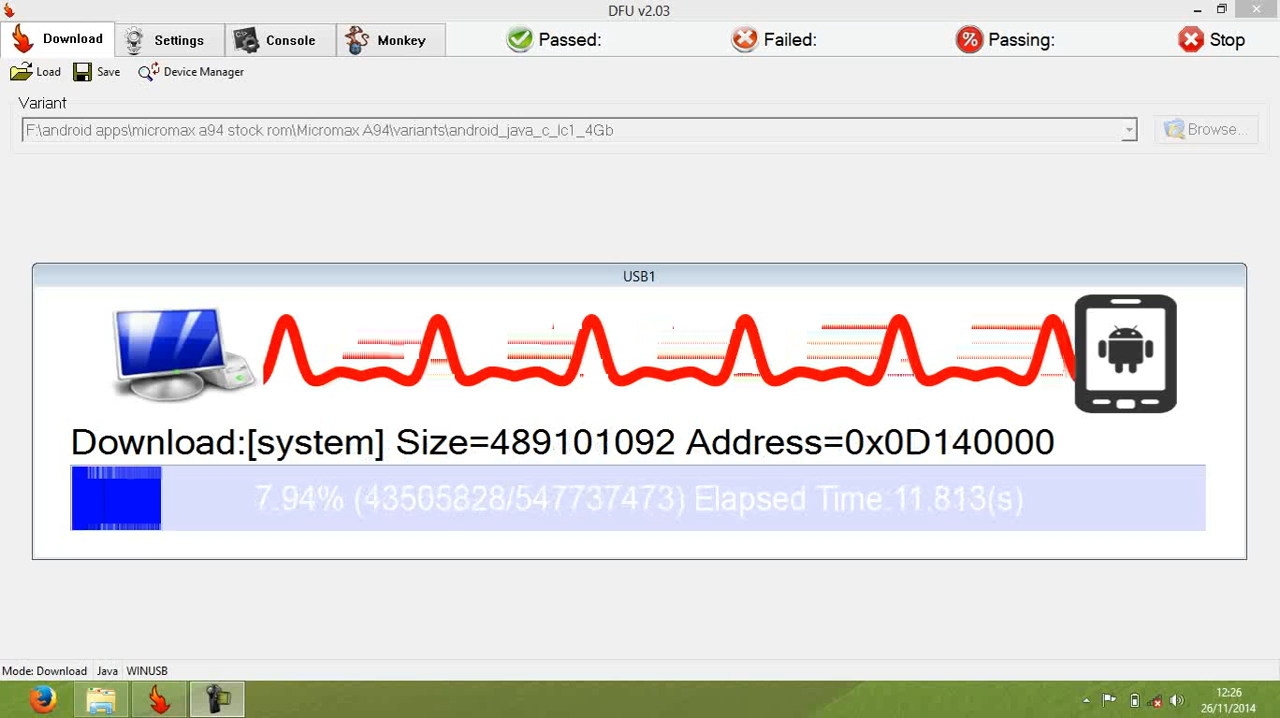 DFU v2.03
Download Settings Console Monkey Passed: Failed: Passing: Stop
Load Save Device Manager
Variant
F:\android apps\micromax a94 stock rom\Micromax A94\variants\android_java_c_lc1_4Gb Browse...
USB1
Download:[system] Size=489101092 Address=0x0D140000
7.94% (43505828/547737473) Elapsed Time:11.813(s)
Mode: Download Java WINUSB
12:26
26/11/2014